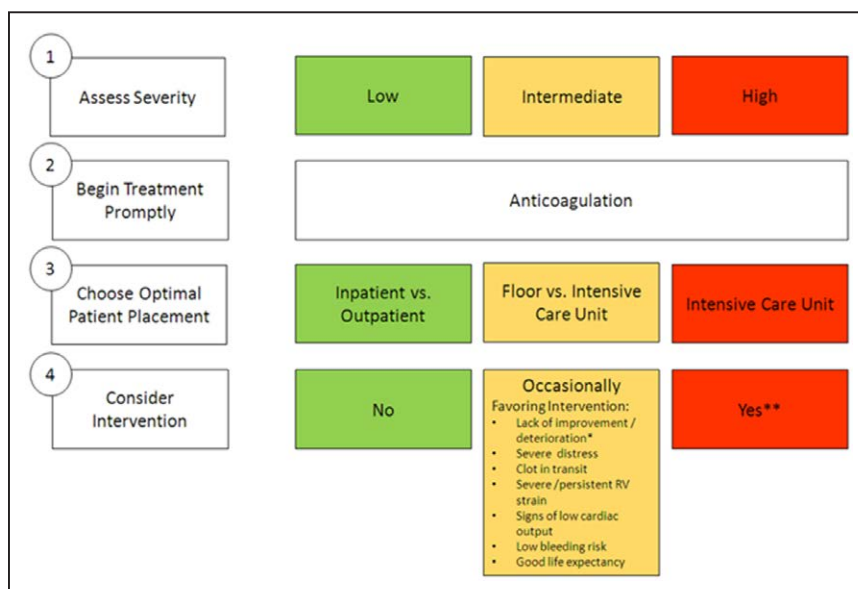 1
Assess Severity
Low
Intermediate
High
2
Begin Treatment
Promptly
Anticoagulation
3
Choose Optimal
Patient Placement
Inpatient vs.
Outpatient
Floor vs. Intensive
Care Unit
Intensive Care Unit
4
Consider
Intervention
No
Occasionally
Favoring Intervention:
• Lack of improvement /
deterioration*
• Severe distress
• Clot in transit
• Severe /persistent RV
strain
• Signs of low cardiac
output
• Low bleeding risk
• Good life expectancy
Yes**